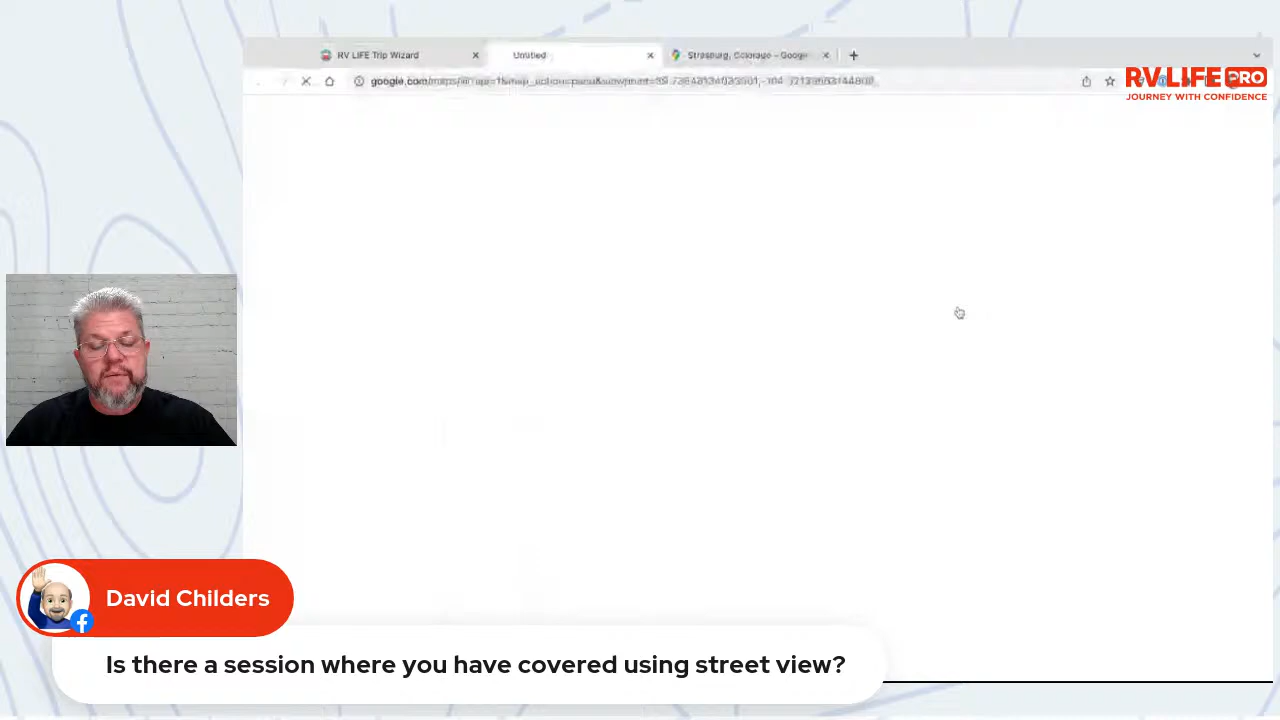 RV LIFE Trip Wizard
Untitled
Strasburg, Colorado - Google
RV LIFE PRO
JOURNEY WITH CONFIDENCE
David Childers
Is there a session where you have covered using street view?